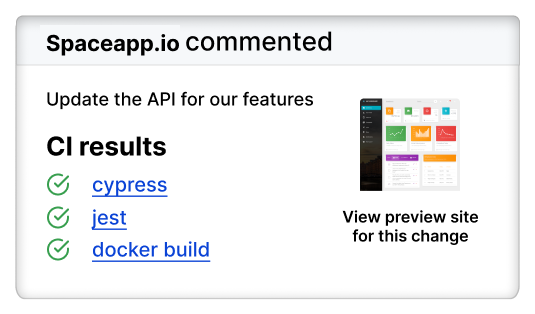 Spaceapp.io commented
Update the API for our features
CI results
cypress
jest
docker build
View preview site
for this change